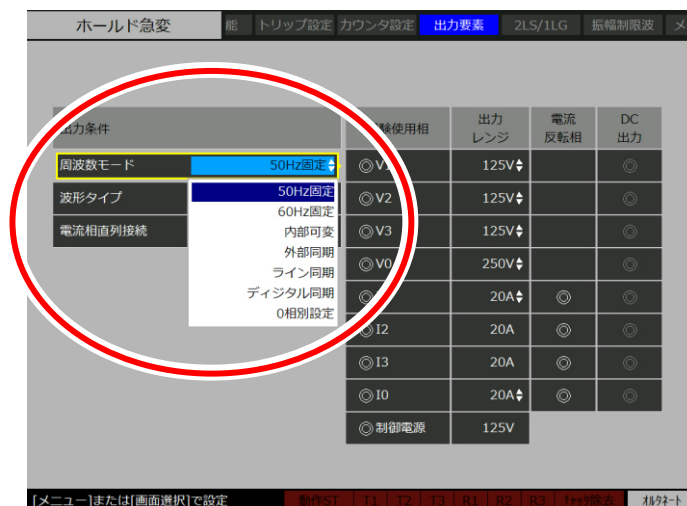 ホールド急変 能 トリップ設定 カウンタ設定 出力要素 2LS/1LG 振幅制限波 メ
出力条件
験使用相 出力レンジ 電流反転相 DC出力
周波数モード 50Hz固定
波形タイプ
電流相直列接続
50Hz固定
60Hz固定
内部可変
外部同期
ライン同期
ディジタル同期
0相別設定
◎V1 125V ◎
◎V2 125V ◎
◎V3 125V ◎
◎V0 250V ◎
20A ◎ ◎
◎I2 20A ◎ ◎
◎I3 20A ◎ ◎
◎I0 20A ◎ ◎
◎制御電源 125V
[メニュー]または[画面選択]で設定 動作ST T1 T2 T3 R1 R2 R3 ﾁｬｯﾀ除去 ｵﾙﾀﾈｰﾄ